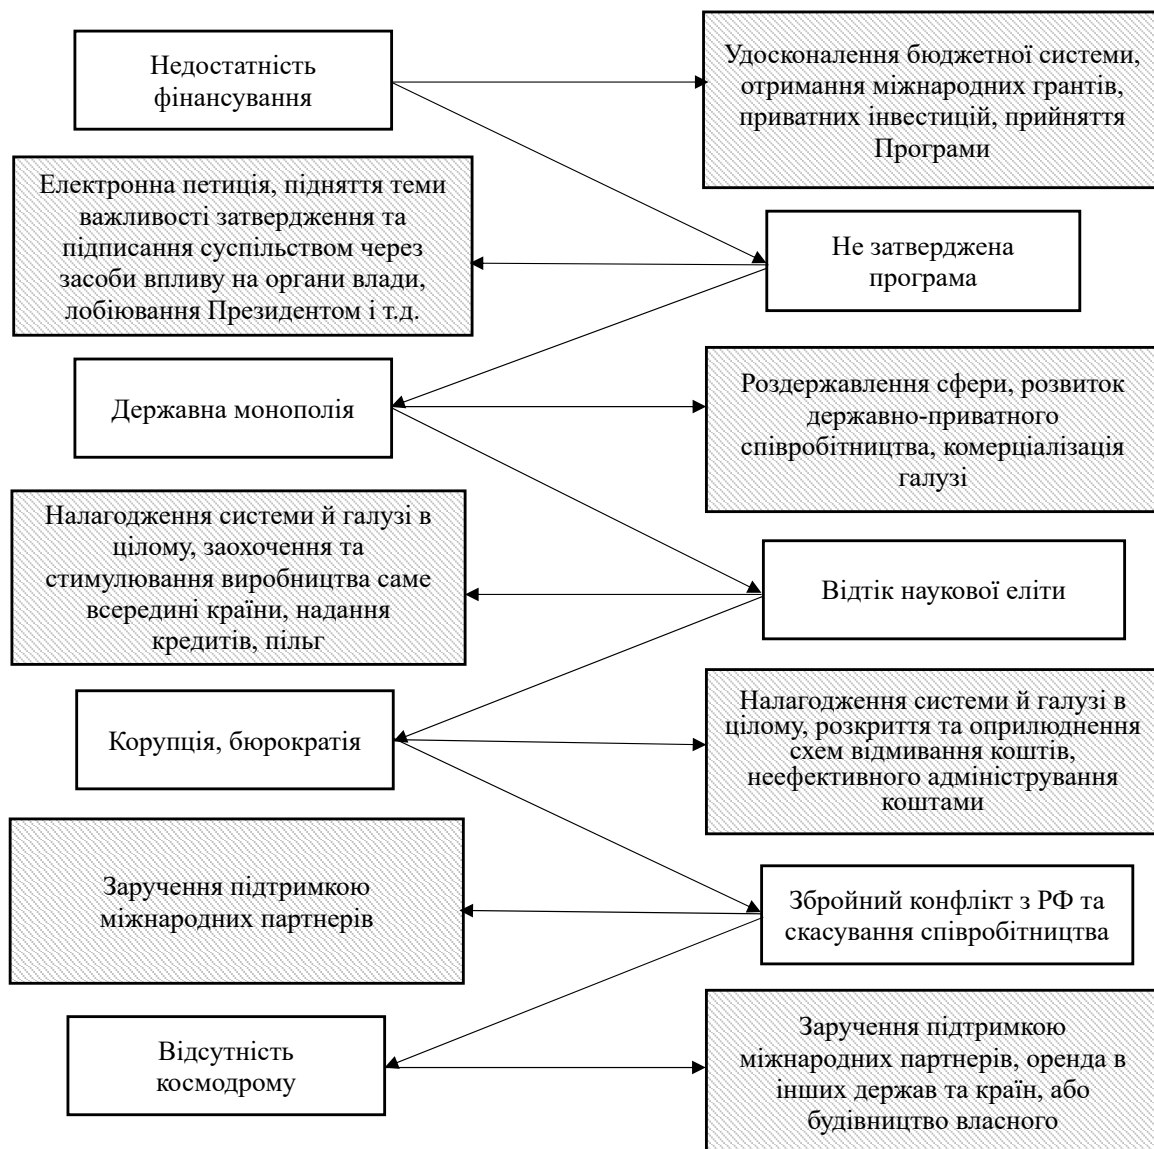 Недостатність
фінансування
Удосконалення бюджетної системи,
отримання міжнародних грантів,
приватних інвестицій, прийняття
Програми
Електронна петиція, підняття теми
важливості затвердження та
підписання суспільством через
засоби впливу на органи влади,
лобіювання Президентом і т.д.
Не затверджена
програма
Державна монополія
Роздержавлення сфери, розвиток
державно-приватного
співробітництва, комерціалізація
галузі
Налагодження системи й галузі в
цілому, заохочення та
стимулювання виробництва саме
всередині країни, надання
кредитів, пільг
Відтік наукової еліти
Корупція, бюрократія
Налагодження системи й галузі в
цілому, розкриття та оприлюднення
схем відмивання коштів,
неефективного адміністрування
коштами
Заручення підтримкою
міжнародних партнерів
Збройний конфлікт з РФ та
скасування співробітництва
Відсутність
космодрому
Заручення підтримкою
міжнародних партнерів, оренда в
інших держав та країн, або
будівництво власного